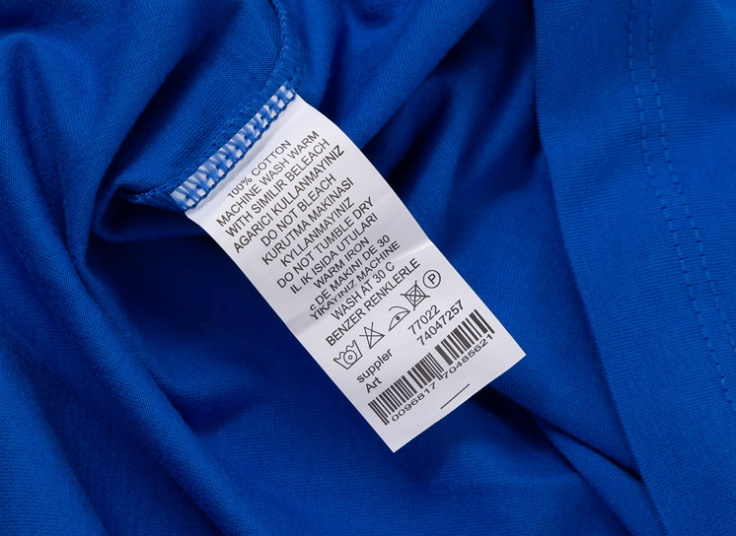 100% COTTON
MACHINE WASH WARM
WITH SIMILIR BELEACH
AGARICI KULLANMAYINIZ
DO NOT BLEACH
KURUTMA MAKINASI
KYLLANMAYINIZ
DO NOT TUMBLE DRY
IL IK ISIDA UTULARI
WARM IRON
c DE MAKINI DE 30
YIKAYINIZ MACHINE
WASH AT 30 C
BENZER RENKLERLE
P
suppler 77022
Art 74047257
0096817 70485621